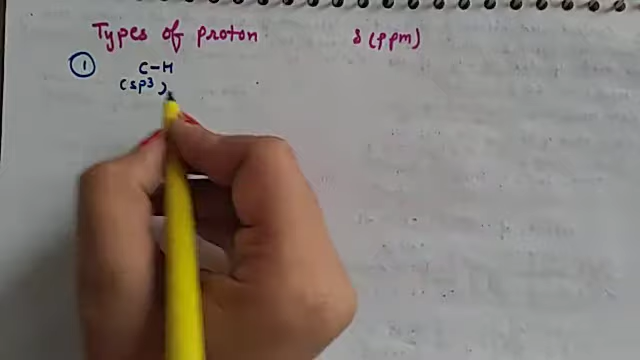 Types of proton δ (ppm)
① C-H
(sp³)